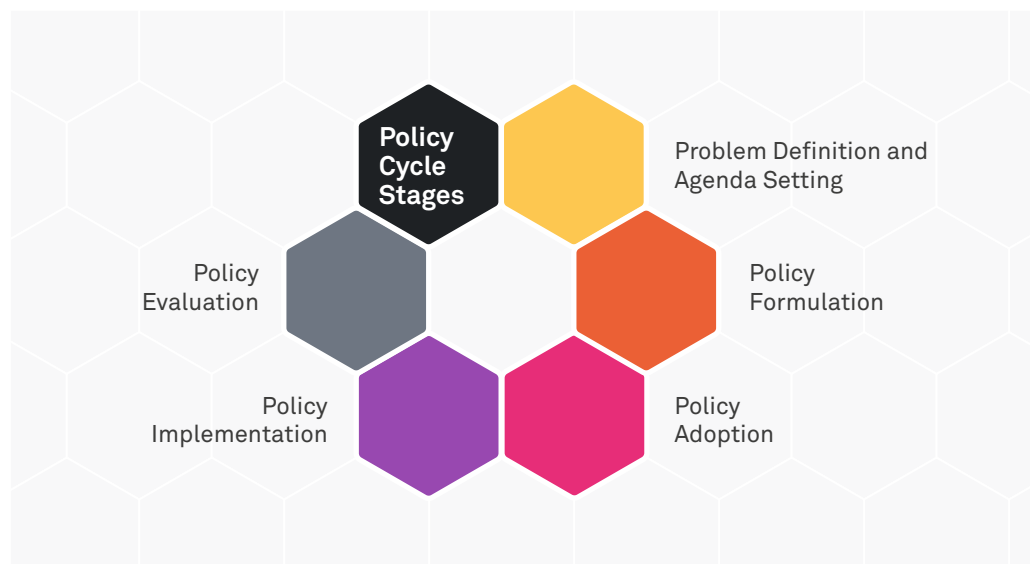 Policy
Cycle
Stages
Problem Definition and
Agenda Setting
Policy
Formulation
Policy
Adoption
Policy
Implementation
Policy
Evaluation